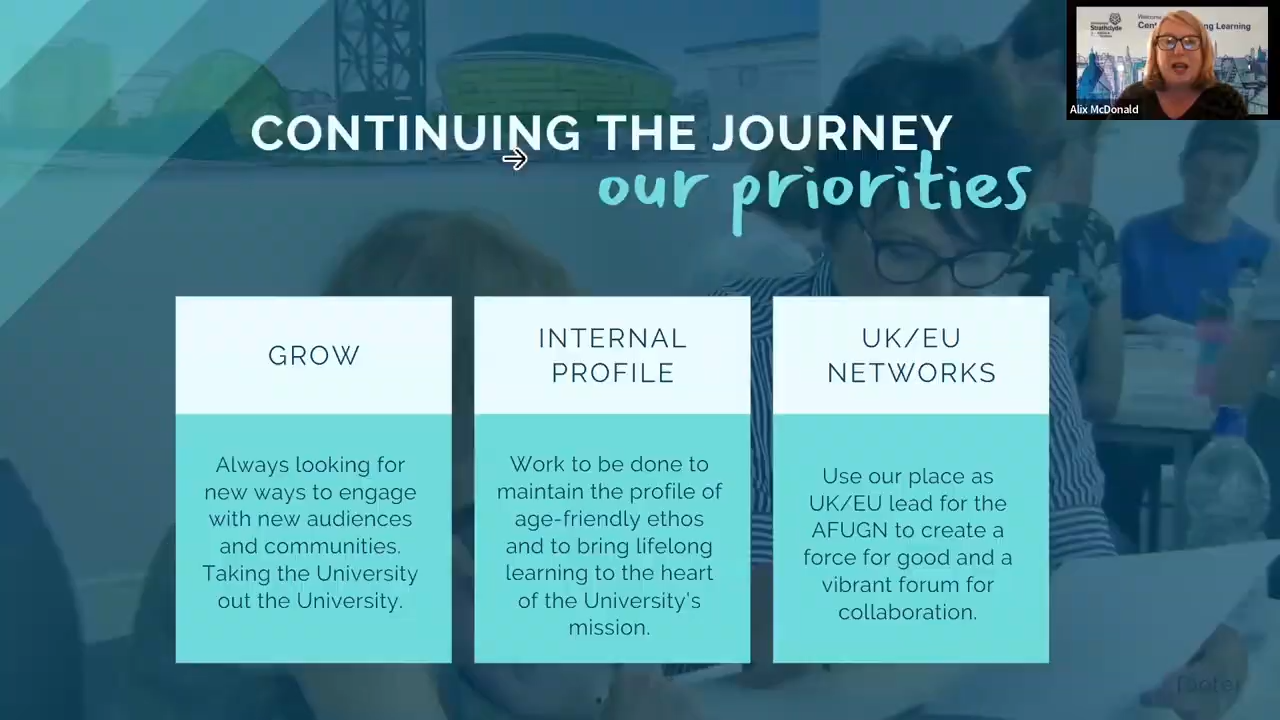 CONTINUING THE JOURNEY
our priorities
GROW
Always looking for
new ways to engage
with new audiences
and communities.
Taking the University
out the University.
INTERNAL
PROFILE
Work to be done to
maintain the profile of
age-friendly ethos
and to bring lifelong
learning to the heart
of the University's
mission.
UK/EU
NETWORKS
Use our place as
UK/EU lead for the
AFUGN to create a
force for good and a
vibrant forum for
collaboration.
Strathclyde
Learning
Alix McDonald
footer